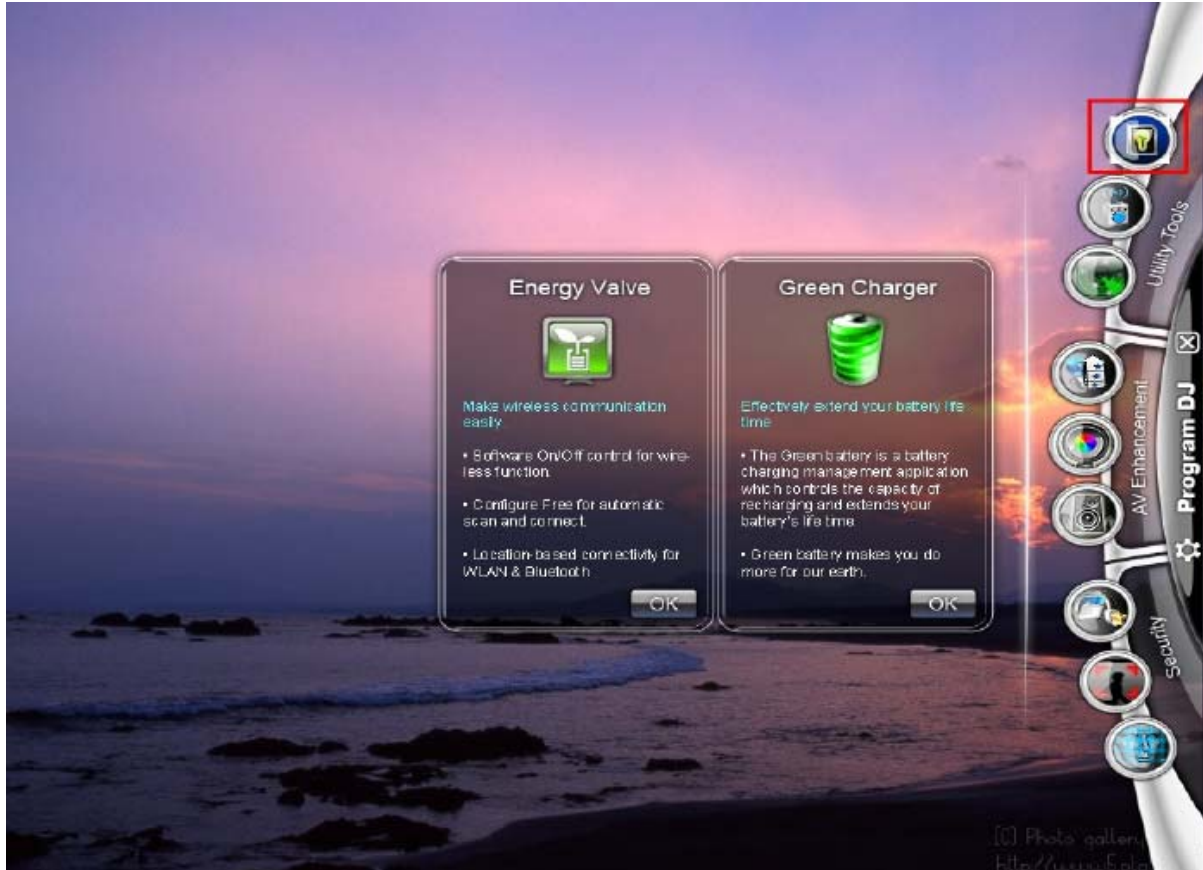 Energy Valve
Make wireless communication
easily
• Software On/Off control for wire-
less function.
• Configure Free for automatic
scan and connect.
• Location-based connectivity for
WLAN & Bluetooth
OK
Green Charger
Effectively extend your battery life
time
• The Green battery is a battery
charging management application
which controls the capacity of
recharging and extends your
battery's life time
• Green battery makes you do
more for our earth.
OK
Utility Tools
AV Enhancement
Security
Program DJ
[C] Photo gallery